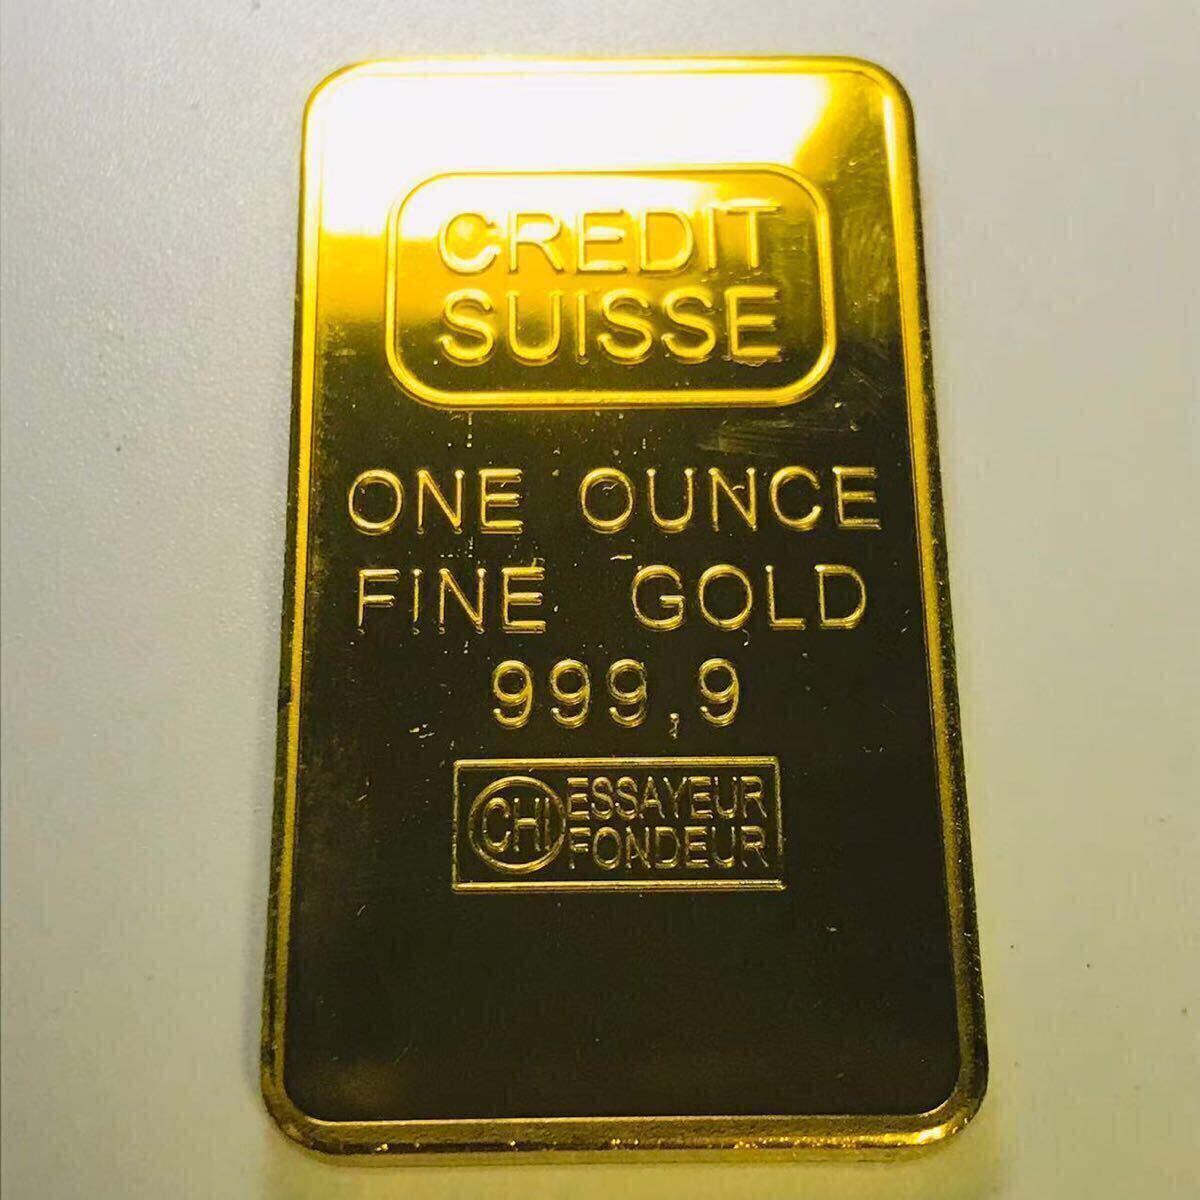 CREDIT
SUISSE
ONE OUNCE
FINE GOLD
999,9
CHI ESSAYEUR
FONDEUR